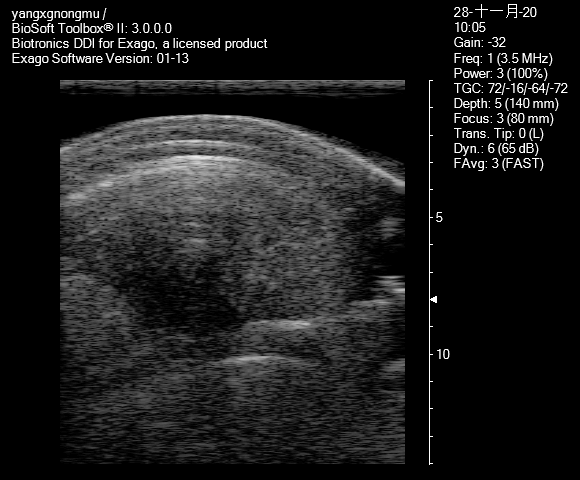 yangxgnongmu /
BioSoft Toolbox® II: 3.0.0.0
Biotronics DDI for Exago, a licensed product
Exago Software Version: 01-13
28-十一月-20
10:05
Gain: -32
Freq: 1 (3.5 MHz)
Power: 3 (100%)
TGC: 72/-16/-64/-72
Depth: 5 (140 mm)
Focus: 3 (80 mm)
Trans. Tip: 0 (L)
Dyn.: 6 (65 dB)
FAvg: 3 (FAST)
5
10